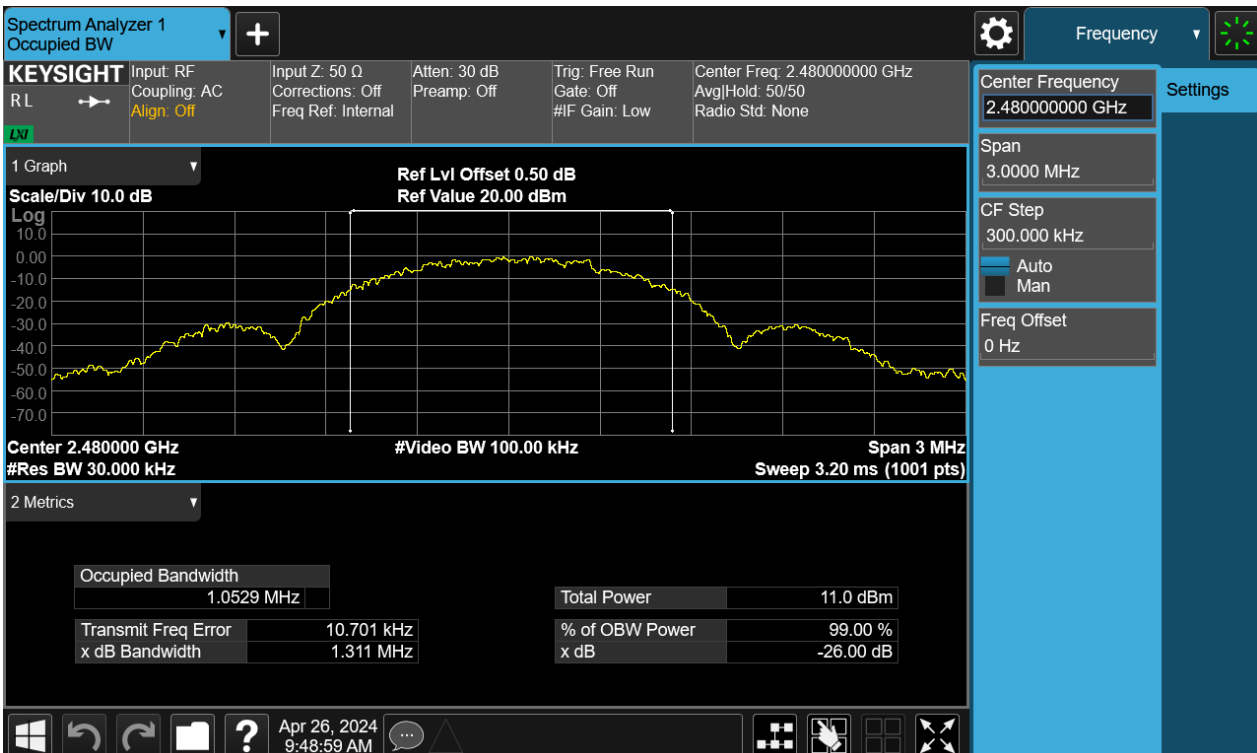 Spectrum Analyzer 1
Occupied BW
+
Frequency
KEYSIGHT
R L
LXI
Input: RF
Coupling: AC
Align: Off
Input Z: 50 Ω
Corrections: Off
Freq Ref: Internal
Atten: 30 dB
Preamp: Off
Trig: Free Run
Gate: Off
#IF Gain: Low
Center Freq: 2.480000000 GHz
Avg|Hold: 50/50
Radio Std: None
Center Frequency
2.480000000 GHz
Settings
Span
3.0000 MHz
CF Step
300.000 kHz
Auto
Man
Freq Offset
0 Hz
1 Graph
Scale/Div 10.0 dB
Ref Lvl Offset 0.50 dB
Ref Value 20.00 dBm
Log
10.0
0.00
-10.0
-20.0
-30.0
-40.0
-50.0
-60.0
-70.0
Center 2.480000 GHz
#Video BW 100.00 kHz
Span 3 MHz
#Res BW 30.000 kHz
Sweep 3.20 ms (1001 pts)
2 Metrics
Occupied Bandwidth
1.0529 MHz
Total Power 11.0 dBm
Transmit Freq Error 10.701 kHz
% of OBW Power 99.00 %
x dB Bandwidth 1.311 MHz
x dB -26.00 dB
?
Apr 26, 2024
9:48:59 AM